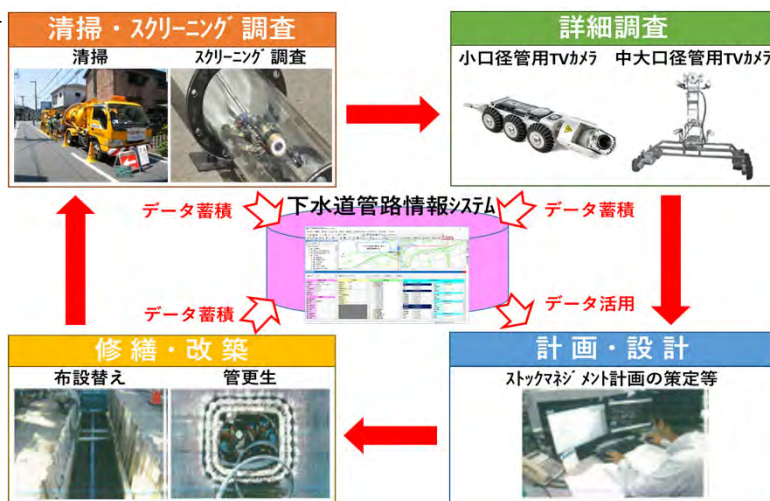 清掃・スクリーニング調査
清掃
スクリーニング調査
詳細調査
小口径管用TVカメラ
中大口径管用TVカメラ
データ蓄積
下水道管路情報システム
データ蓄積
データ蓄積
データ活用
修繕・改築
布設替え
管更生
計画・設計
ストックマネジメント計画の策定等